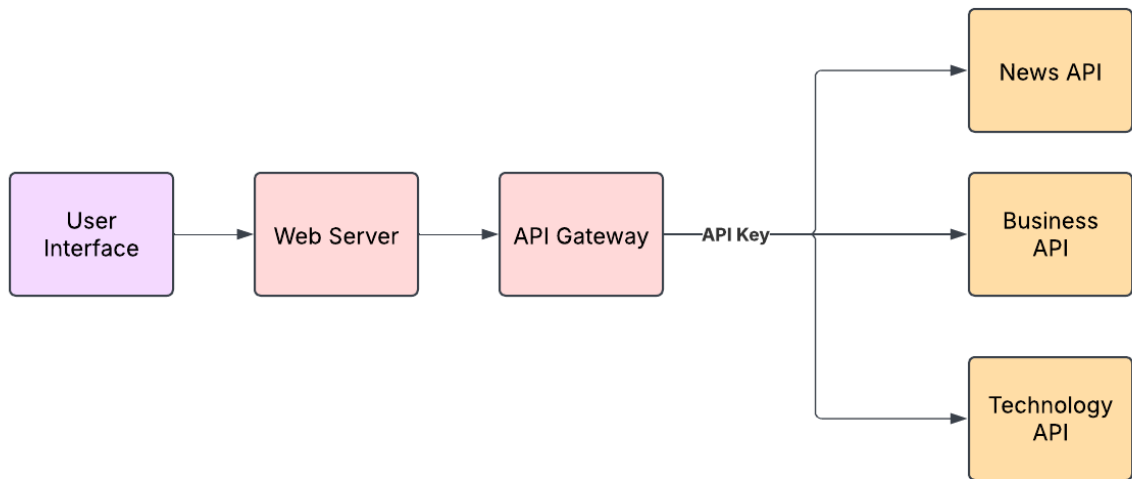 User
Interface
Web Server
API Gateway
API Key
News API
Business
API
Technology
API